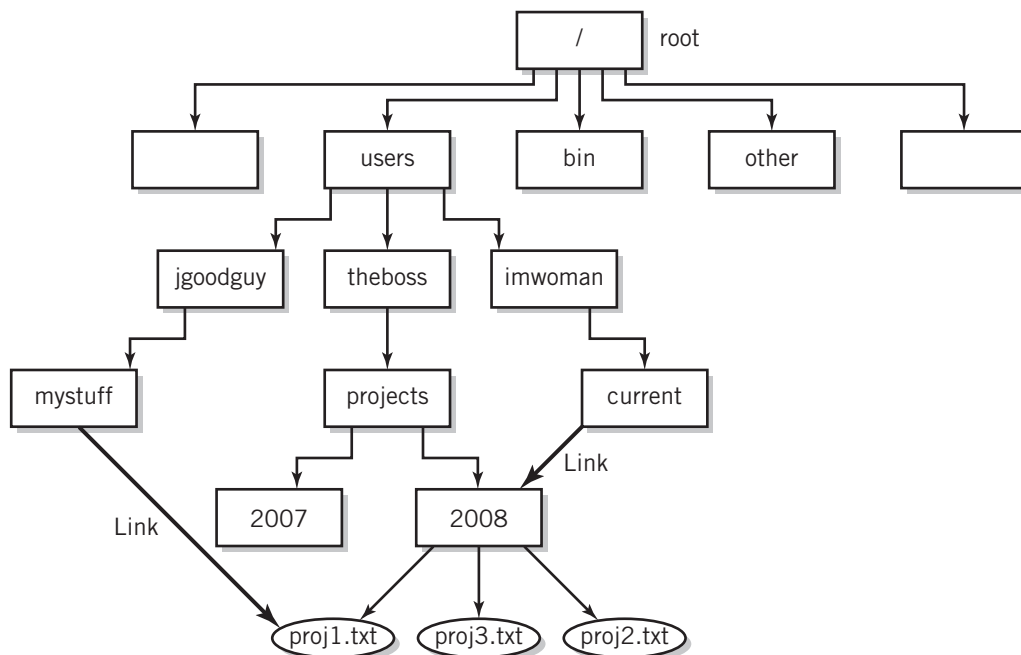 /
root
users
bin
other
jgoodguy
theboss
imwoman
mystuff
projects
current
Link
2007
2008
Link
proj1.txt
proj3.txt
proj2.txt